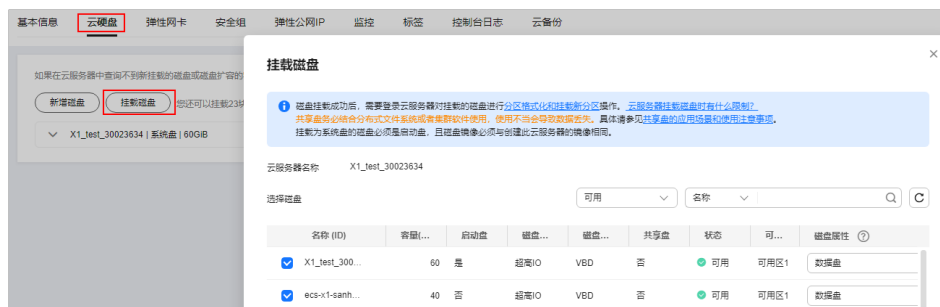 基本信息 云硬盘 弹性网卡 安全组 弹性公网IP 监控 标签 控制台日志 云备份
如果在云服务器中查询不到新挂载的磁盘或磁盘扩容的
新增磁盘 挂载磁盘 您还可以挂载23块
X1_test_30023634 | 系统盘 | 60GiB
挂载磁盘
磁盘挂载成功后，需要登录云服务器对挂载的磁盘进行分区格式化和挂载新分区操作。 云服务器挂载磁盘时有什么限制？
共享盘务必结合分布式文件系统或者集群软件使用，使用不当会导致数据丢失。具体请参见共享盘的应用场景和使用注意事项。
挂载为系统盘的磁盘必须是启动盘，且磁盘镜像必须与创建此云服务器的镜像相同。
云服务器名称 X1_test_30023634
选择磁盘 可用 名称
名称 (ID) 容量(... 启动盘 磁盘... 磁盘... 共享盘 状态 可... 磁盘属性
X1_test_300... 60 是 超高IO VBD 否 可用 可用区1 数据盘
ecs-x1-sanh... 40 否 超高IO VBD 否 可用 可用区1 数据盘